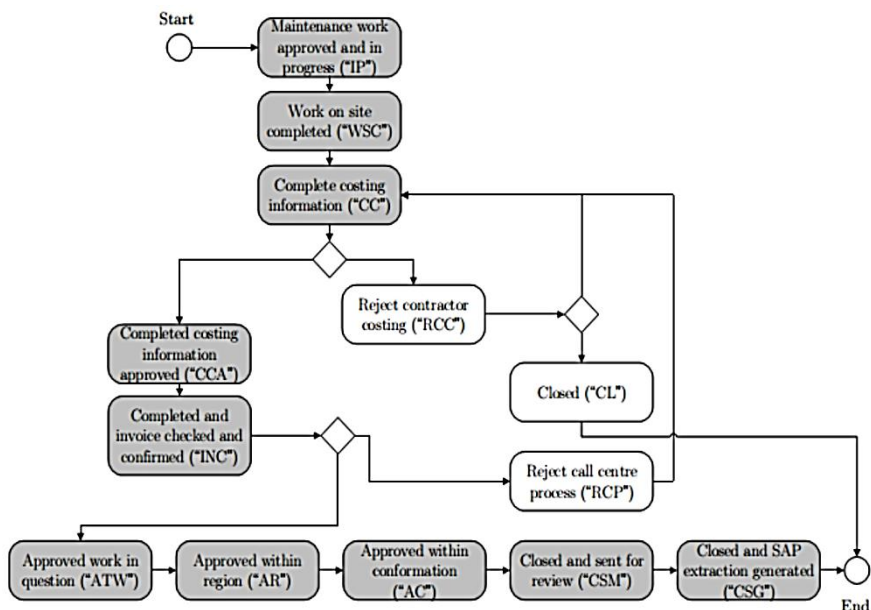 Start
Maintenance work
approved and in
progress (“IP”)
Work on site
completed (“WSC”)
Complete costing
information (“CC”)
Reject contractor
costing (“RCC”)
Completed costing
information
approved (“CCA”)
Closed (“CL”)
Completed and
invoice checked and
confirmed (“INC”)
Reject call centre
process (“RCP”)
Approved work in
question (“ATW”)
Approved within
region (“AR”)
Approved within
conformation (“AC”)
Closed and sent for
review (“CSM”)
Closed and SAP
extraction generated
(“CSG”)
End